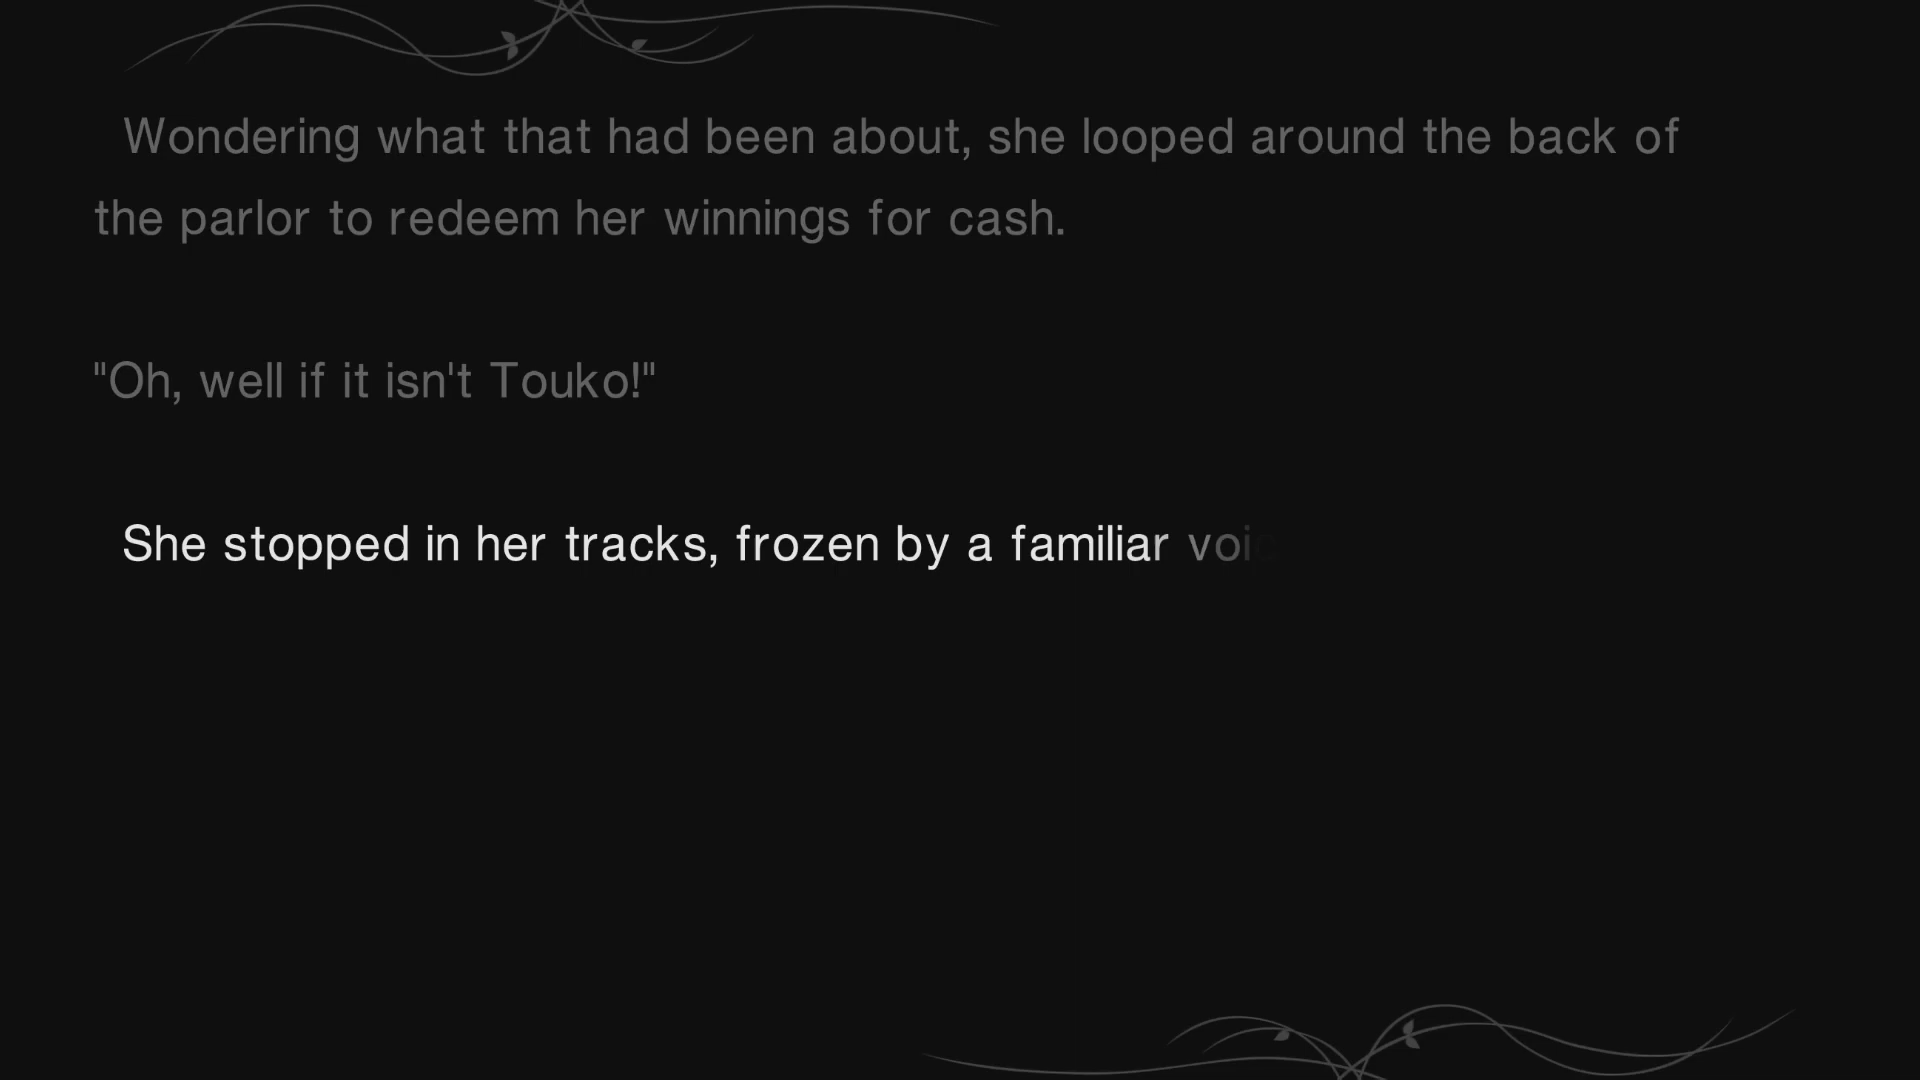 Wondering what that had been about, she looped around the back of
the parlor to redeem her winnings for cash.
"Oh, well if it isn't Touko!"
She stopped in her tracks, frozen by a familiar voic